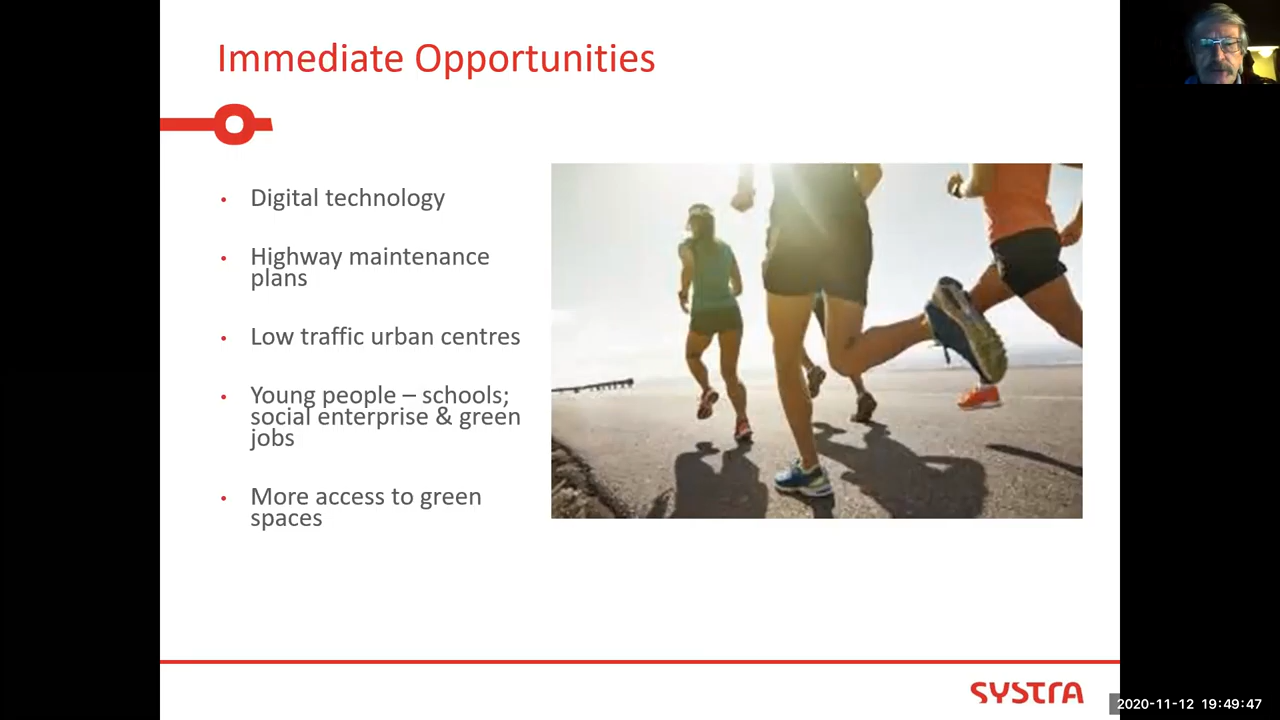 Immediate Opportunities
• Digital technology
• Highway maintenance
plans
• Low traffic urban centres
• Young people – schools;
social enterprise & green
jobs
• More access to green
spaces
SYSTRA
2020-11-12 19:49:47